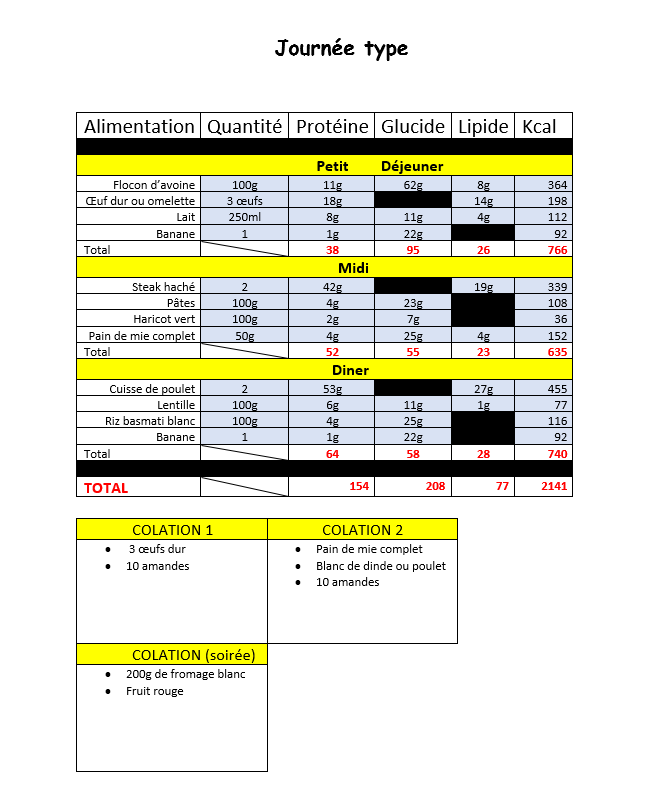 Journée type
Alimentation Quantité Protéine Glucide Lipide Kcal
Petit Déjeuner
Flocon d'avoine 100g 11g 62g 8g 364
Œuf dur ou omelette 3 œufs 18g 14g 198
Lait 250ml 8g 11g 4g 112
Banane 1 1g 22g 92
Total 38 95 26 766
Midi
Steak haché 2 42g 19g 339
Pâtes 100g 4g 23g 108
Haricot vert 100g 2g 7g 36
Pain de mie complet 50g 4g 25g 4g 152
Total 52 55 23 635
Diner
Cuisse de poulet 2 53g 27g 455
Lentille 100g 6g 11g 1g 77
Riz basmati blanc 100g 4g 25g 116
Banane 1 1g 22g 92
Total 64 58 28 740
TOTAL 154 208 77 2141
COLATION 1 COLATION 2
• 3 œufs dur • Pain de mie complet
• 10 amandes • Blanc de dinde ou poulet
• 10 amandes
COLATION (soirée)
• 200g de fromage blanc
• Fruit rouge